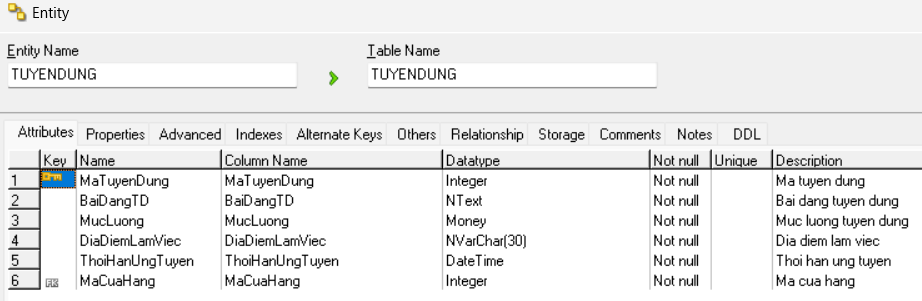 Entity
Entity Name Table Name
TUYENDUNG TUYENDUNG
Attributes Properties Advanced Indexes Alternate Keys Others Relationship Storage Comments Notes DDL
Key Name Column Name Datatype Not null Unique Description
1 MaTuyenDung MaTuyenDung Integer Not null Ma tuyen dung
2 BaiDangTD BaiDangTD NText Not null Bai dang tuyen dung
3 MucLuong MucLuong Money Not null Muc luong tuyen dung
4 DiaDiemLamViec DiaDiemLamViec NVarChar(30) Not null Dia diem lam viec
5 ThoiHanUngTuyen ThoiHanUngTuyen DateTime Not null Thoi han ung tuyen
6 FK MaCuaHang MaCuaHang Integer Not null Ma cua hang